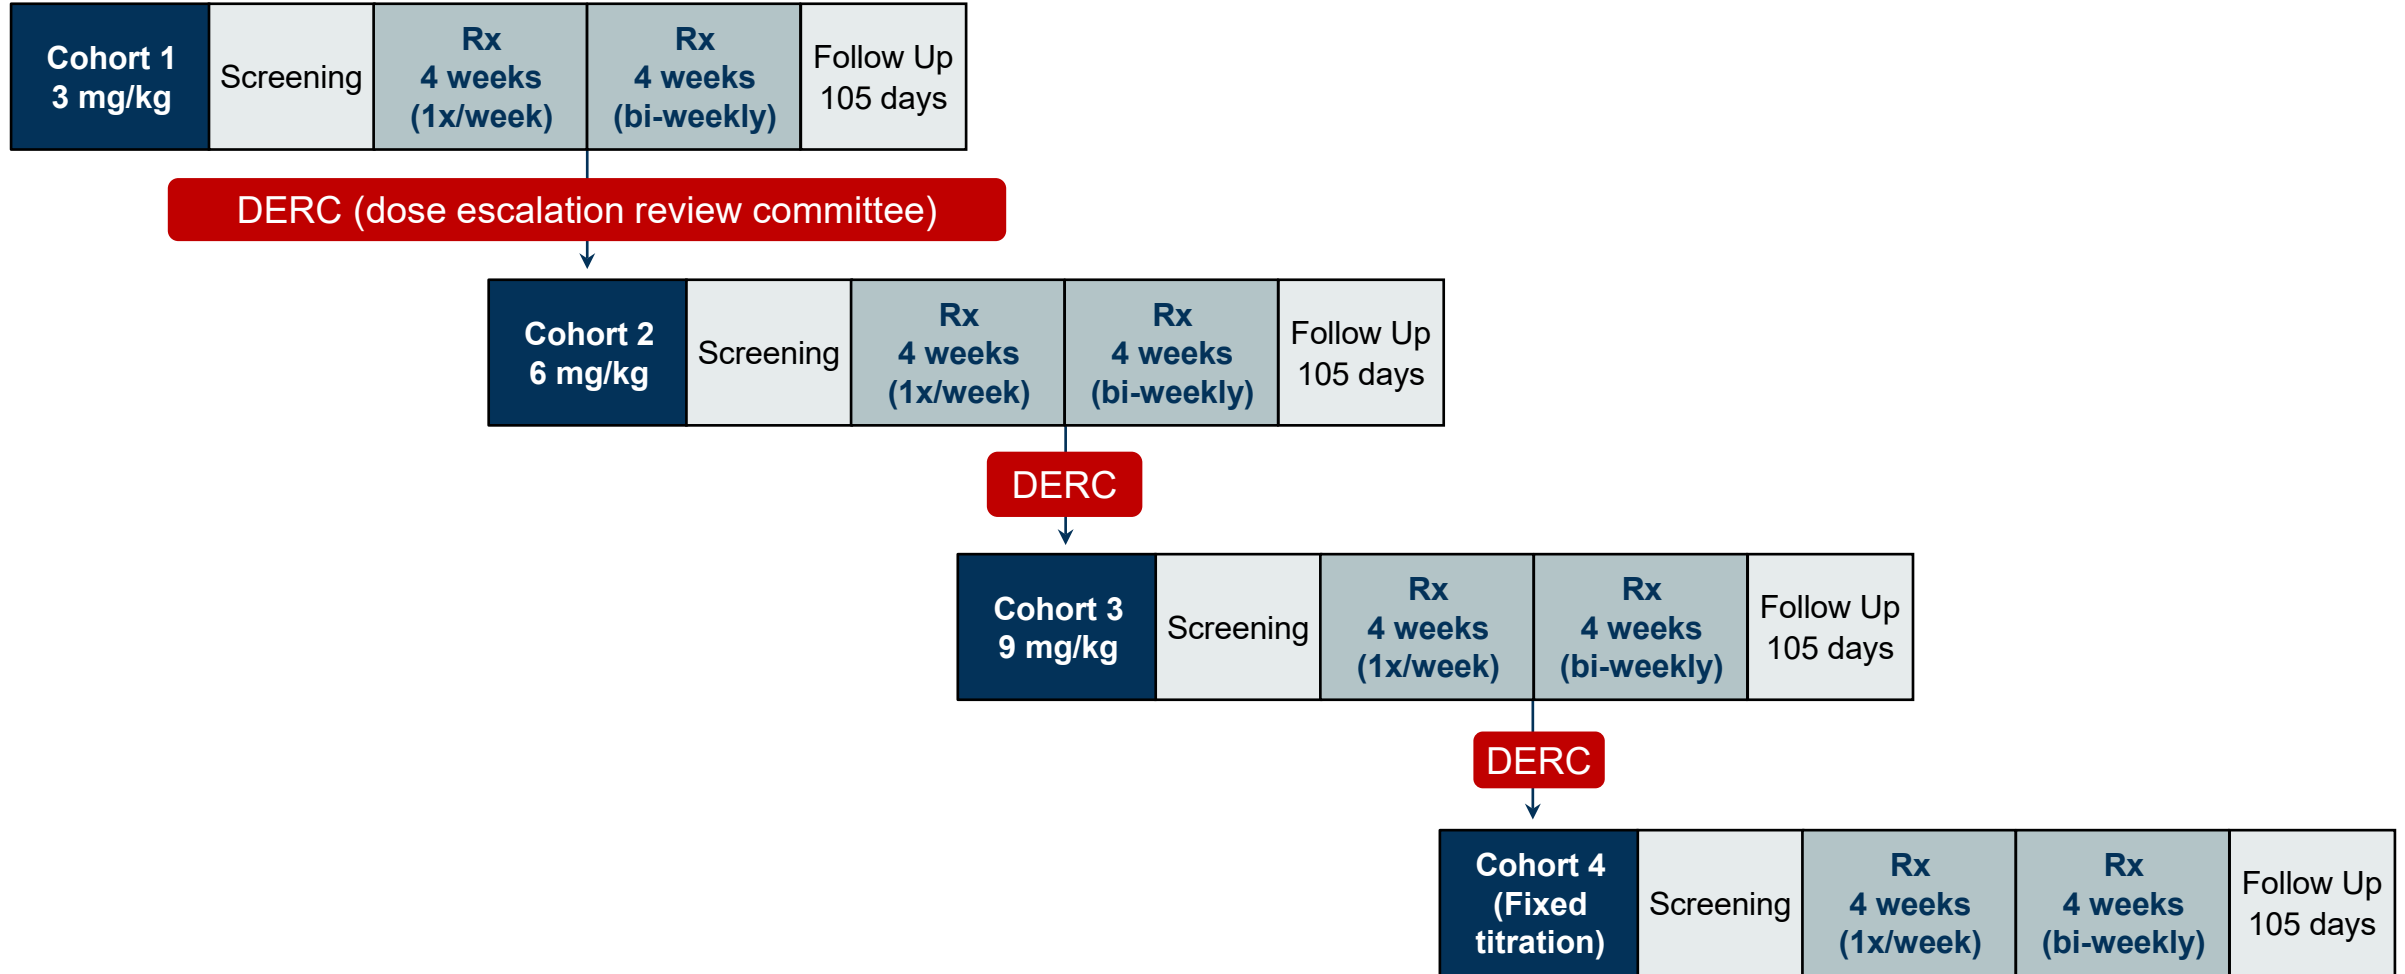 Cohort 1
3 mg/kg
Screening
Rx
4 weeks
(1x/week)
Rx
4 weeks
(bi-weekly)
Follow Up
105 days
DERC (dose escalation review committee)
Cohort 2
6 mg/kg
Screening
Rx
4 weeks
(1x/week)
Rx
4 weeks
(bi-weekly)
Follow Up
105 days
DERC
Cohort 3
9 mg/kg
Screening
Rx
4 weeks
(1x/week)
Rx
4 weeks
(bi-weekly)
Follow Up
105 days
DERC
Cohort 4
(Fixed
titration)
Screening
Rx
4 weeks
(1x/week)
Rx
4 weeks
(bi-weekly)
Follow Up
105 days